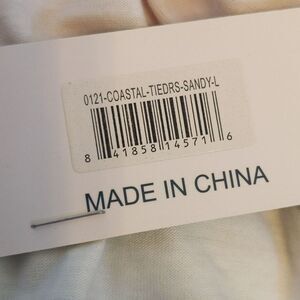 0121-COASTAL-TIEDRS-SANDY-L
8 41858 14571 6
MADE IN CHINA